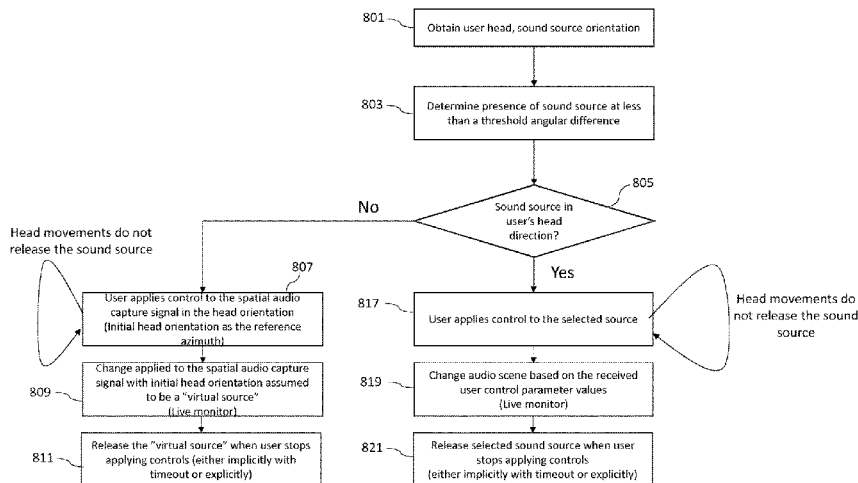 801
Obtain user head, sound source orientation
803
Determine presence of sound source at less
than a threshold angular difference
805
Sound source in
user's head
direction?
No
Yes
Head movements do not
release the sound source
807
User applies control to the spatial audio
capture signal in the head orientation
(Initial head orientation as the reference
azimuth)
809
Change applied to the spatial audio capture
signal with initial head orientation assumed
to be a "virtual source"
(Live monitor)
811
Release the "virtual source" when user stops
applying controls (either implicitly with
timeout or explicitly)
817
User applies control to the selected source
Head movements do
not release the sound
source
819
Change audio scene based on the received
user control parameter values
(Live monitor)
821
Release selected sound source when user
stops applying controls
(either implicitly with timeout or explicitly)